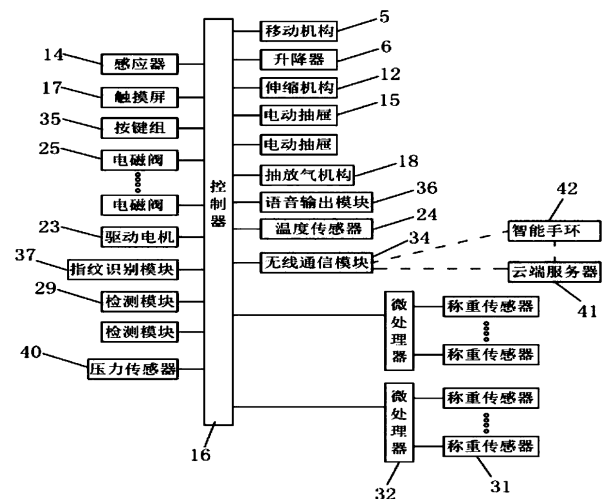 14
感应器
17
触摸屏
35
按键组
25
电磁阀
电磁阀
23
驱动电机
37
指纹识别模块
29
检测模块
检测模块
40
压力传感器
控制器
16
移动机构
5
升降器
6
伸缩机构
12
电动抽屉
15
电动抽屉
抽放气机构
18
语音输出模块
36
温度传感器
24
无线通信模块
34
42
智能手环
云端服务器
41
微处理器
称重传感器
称重传感器
微处理器
称重传感器
称重传感器
32
31